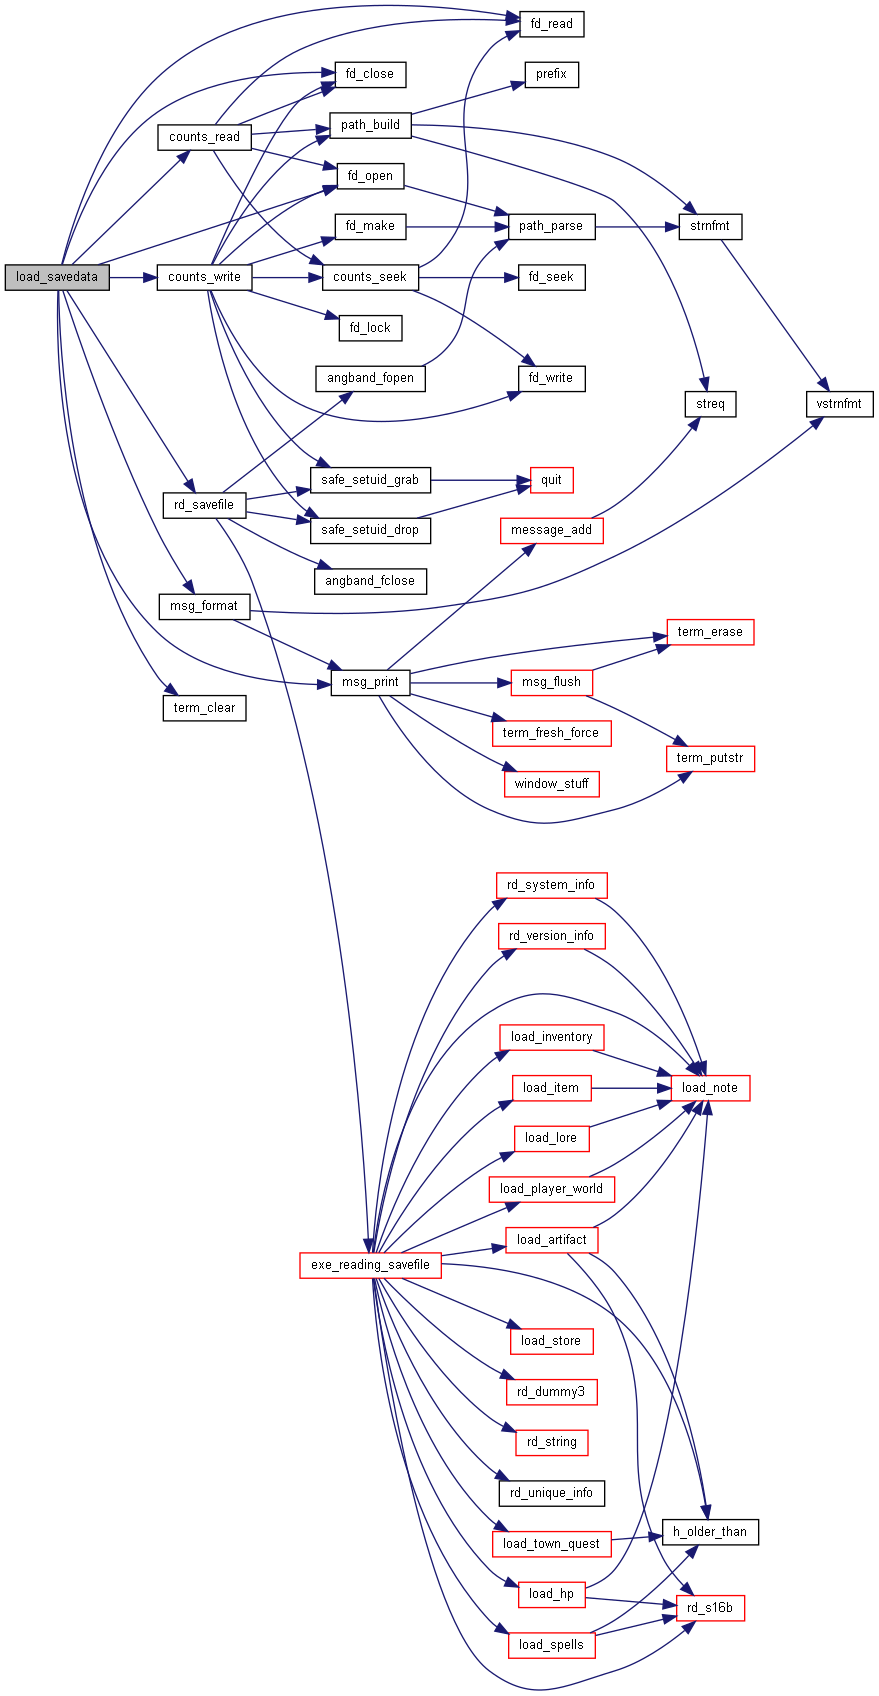 fd_read
fd_close
prefix
path_build
counts_read
fd_open
fd_make
path_parse
strnfmt
load_savedata
counts_write
counts_seek
fd_seek
fd_lock
angband_fopen
fd_write
streq
vstrnfmt
safe_setuid_grab
quit
rd_savefile
safe_setuid_drop
message_add
angband_fclose
msg_format
term_erase
msg_print
msg_flush
term_clear
term_fresh_force
term_putstr
window_stuff
rd_system_info
rd_version_info
load_inventory
load_item
load_note
load_lore
load_player_world
load_artifact
exe_reading_savefile
load_store
rd_dummy3
rd_string
rd_unique_info
h_older_than
load_town_quest
load_hp
rd_s16b
load_spells